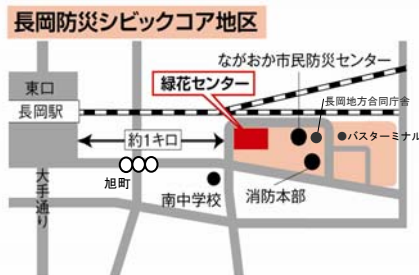 長岡防災シビックコア地区
ながおか市民防災センター
東口
緑花センター
長岡地方合同庁舎
長岡駅
バスターミナル
約1キロ
旭町
大手通り
南中学校
消防本部